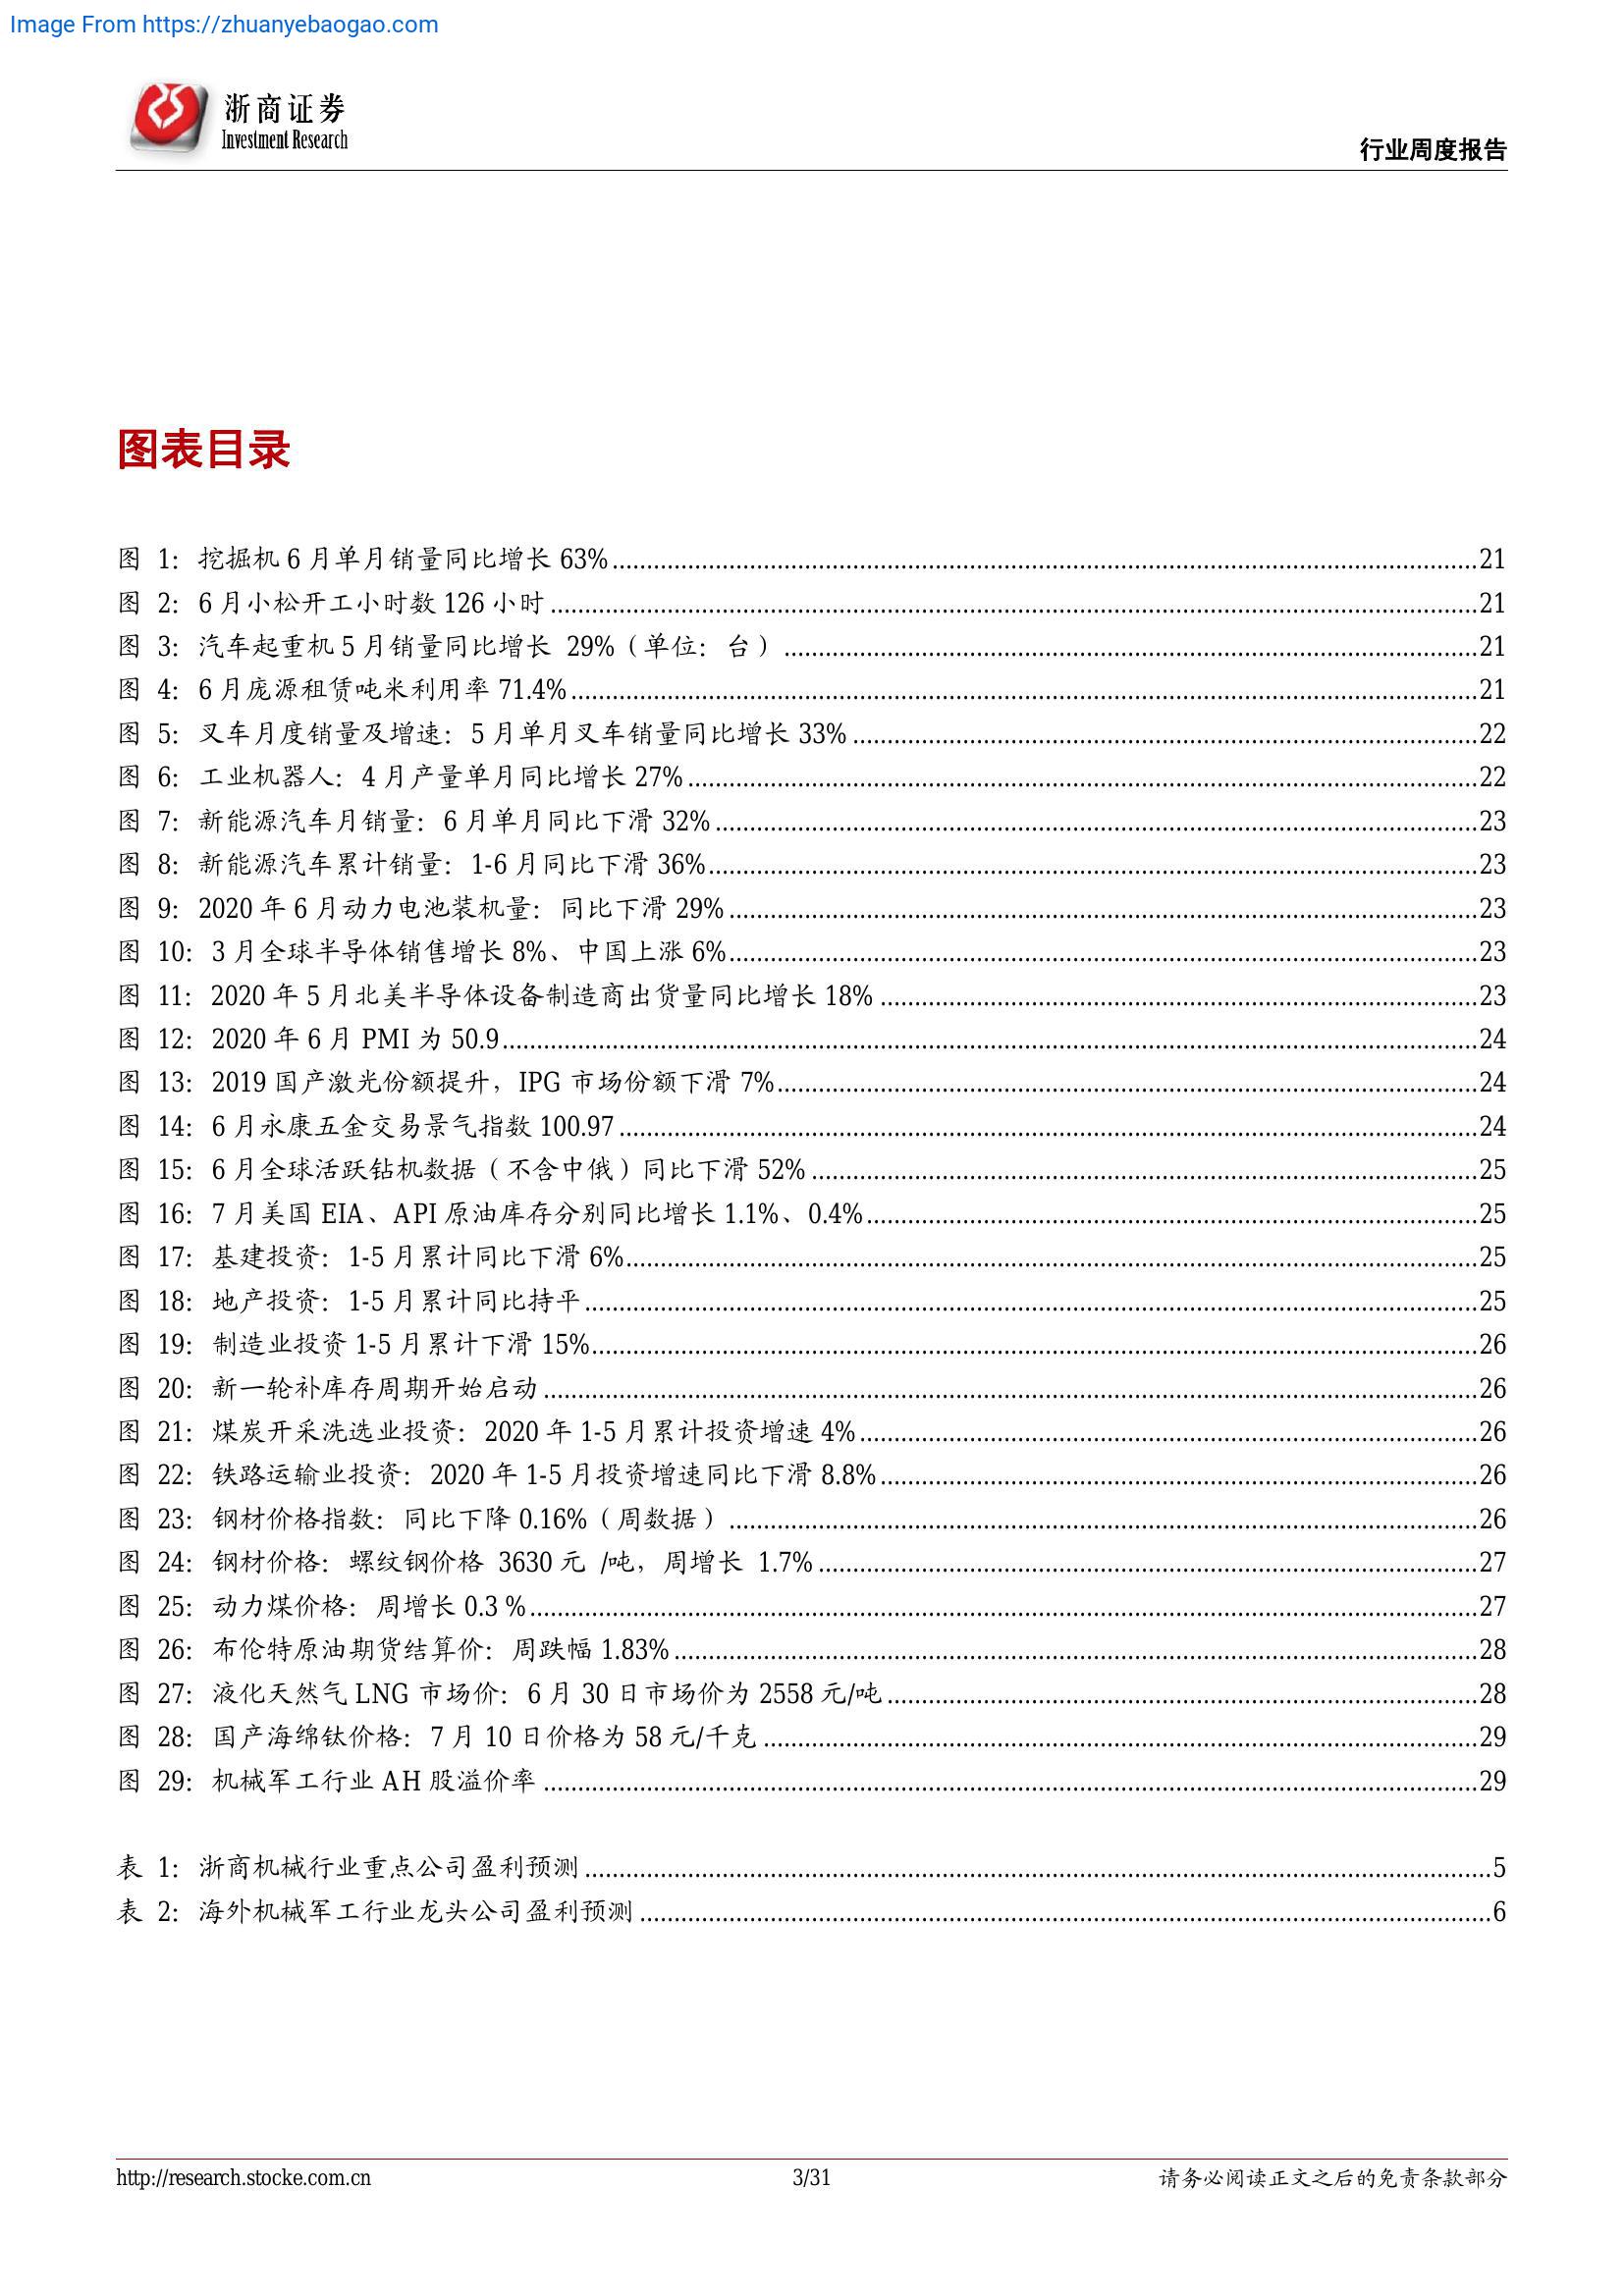 Image From https://zhuanyebaogao.com
浙商证券
Investment Research
行业周度报告
图表目录
图 1：挖掘机 6 月单月销量同比增长 63%........................................21
图 2：6 月小松开工小时数 126 小时........................................21
图 3：汽车起重机 5 月销量同比增长 29%（单位：台）........................................21
图 4：6 月庞源租赁吨米利用率 71.4%........................................21
图 5：叉车月度销量及增速：5 月单月叉车销量同比增长 33%........................................22
图 6：工业机器人：4 月产量单月同比增长 27%........................................22
图 7：新能源汽车月销量：6 月单月同比下滑 32%........................................23
图 8：新能源汽车累计销量：1-6 月同比下滑 36%........................................23
图 9：2020 年 6 月动力电池装机量：同比下滑 29%........................................23
图 10：3 月全球半导体销售增长 8%、中国上涨 6%........................................23
图 11：2020 年 5 月北美半导体设备制造商出货量同比增长 18%........................................23
图 12：2020 年 6 月 PMI 为 50.9........................................24
图 13：2019 国产激光份额提升，IPG 市场份额下滑 7%........................................24
图 14：6 月永康五金交易景气指数 100.97........................................24
图 15：6 月全球活跃钻机数据（不含中俄）同比下滑 52%........................................25
图 16：7 月美国 EIA、API 原油库存分别同比增长 1.1%、0.4%........................................25
图 17：基建投资：1-5 月累计同比下滑 6%........................................25
图 18：地产投资：1-5 月累计同比持平........................................25
图 19：制造业投资 1-5 月累计下滑 15%........................................26
图 20：新一轮补库存周期开始启动........................................26
图 21：煤炭开采洗选业投资：2020 年 1-5 月累计投资增速 4%........................................26
图 22：铁路运输业投资：2020 年 1-5 月投资增速同比下滑 8.8%........................................26
图 23：钢材价格指数：同比下降 0.16%（周数据）........................................26
图 24：钢材价格：螺纹钢价格 3630 元 /吨，周增长 1.7%........................................27
图 25：动力煤价格：周增长 0.3 %........................................27
图 26：布伦特原油期货结算价：周跌幅 1.83%........................................28
图 27：液化天然气 LNG 市场价：6 月 30 日市场价为 2558 元/吨........................................28
图 28：国产海绵钛价格：7 月 10 日价格为 58 元/千克........................................29
图 29：机械军工行业 AH 股溢价率........................................29
表 1：浙商机械行业重点公司盈利预测........................................5
表 2：海外机械军工行业龙头公司盈利预测........................................6
http://research.stocke.com.cn
3/31
请务必阅读正文之后的免责条款部分